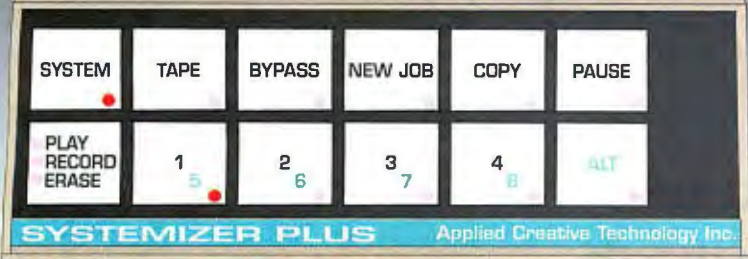 SYSTEM TAPE BYPASS NEW JOB COPY PAUSE
PLAY
RECORD
ERASE
1 2 3 4 ALT
5 6 7 8
SYSTEMIZER PLUS Applied Creative Technology Inc.